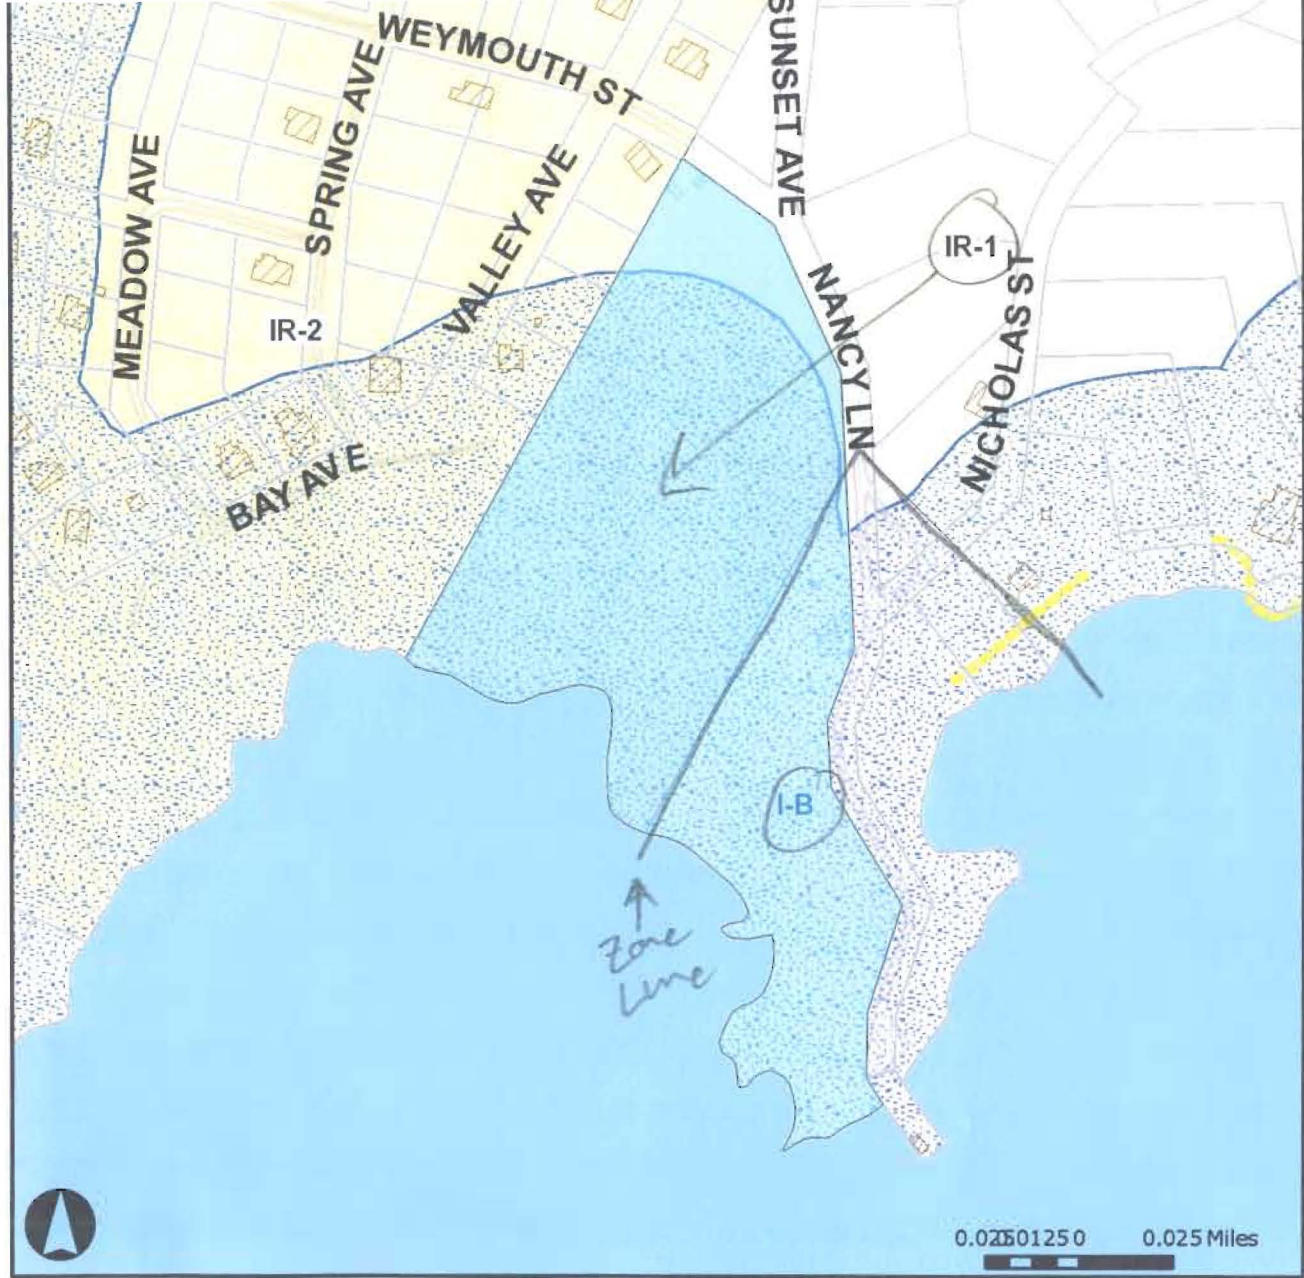 WEYMOUTH ST
SUNSET AVE
SPRING AVE
MEADOW AVE
VALLEY AVE
IR-1
NANCY LN
NICHOLAS ST
IR-2
BAY AVE
I-B
Zone
Line
0.025 0.0125 0 0.025 Miles